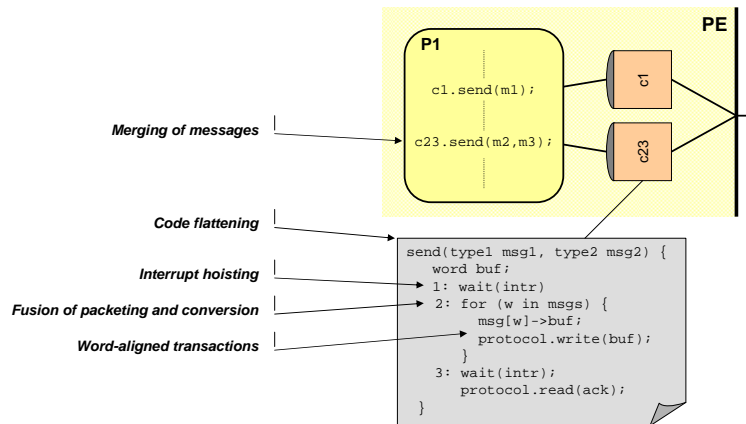 PE
P1
c1.send(m1);
c1
Merging of messages
c23.send(m2,m3);
c23
Code flattening
send(type1 msg1, type2 msg2) {
word buf;
Interrupt hoisting
1: wait(intr)
Fusion of packeting and conversion
2: for (w in msgs) {
msg[w]->buf;
Word-aligned transactions
protocol.write(buf);
}
3: wait(intr);
protocol.read(ack);
}